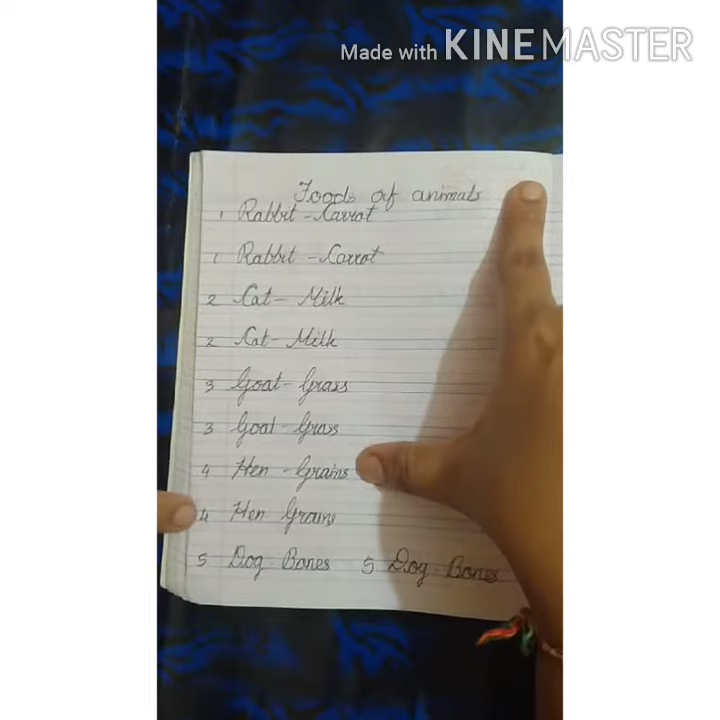 Made with KINEMASTER
Foods of animals
1 Rabbit - Carrot
1 Rabbit - Carrot
2 Cat - Milk
2 Cat - Milk
3 Goat - Grass
3 Goat - Grass
4 Hen - Grains
4 Hen Grains
5 Dog Bones 5 Dog Bones